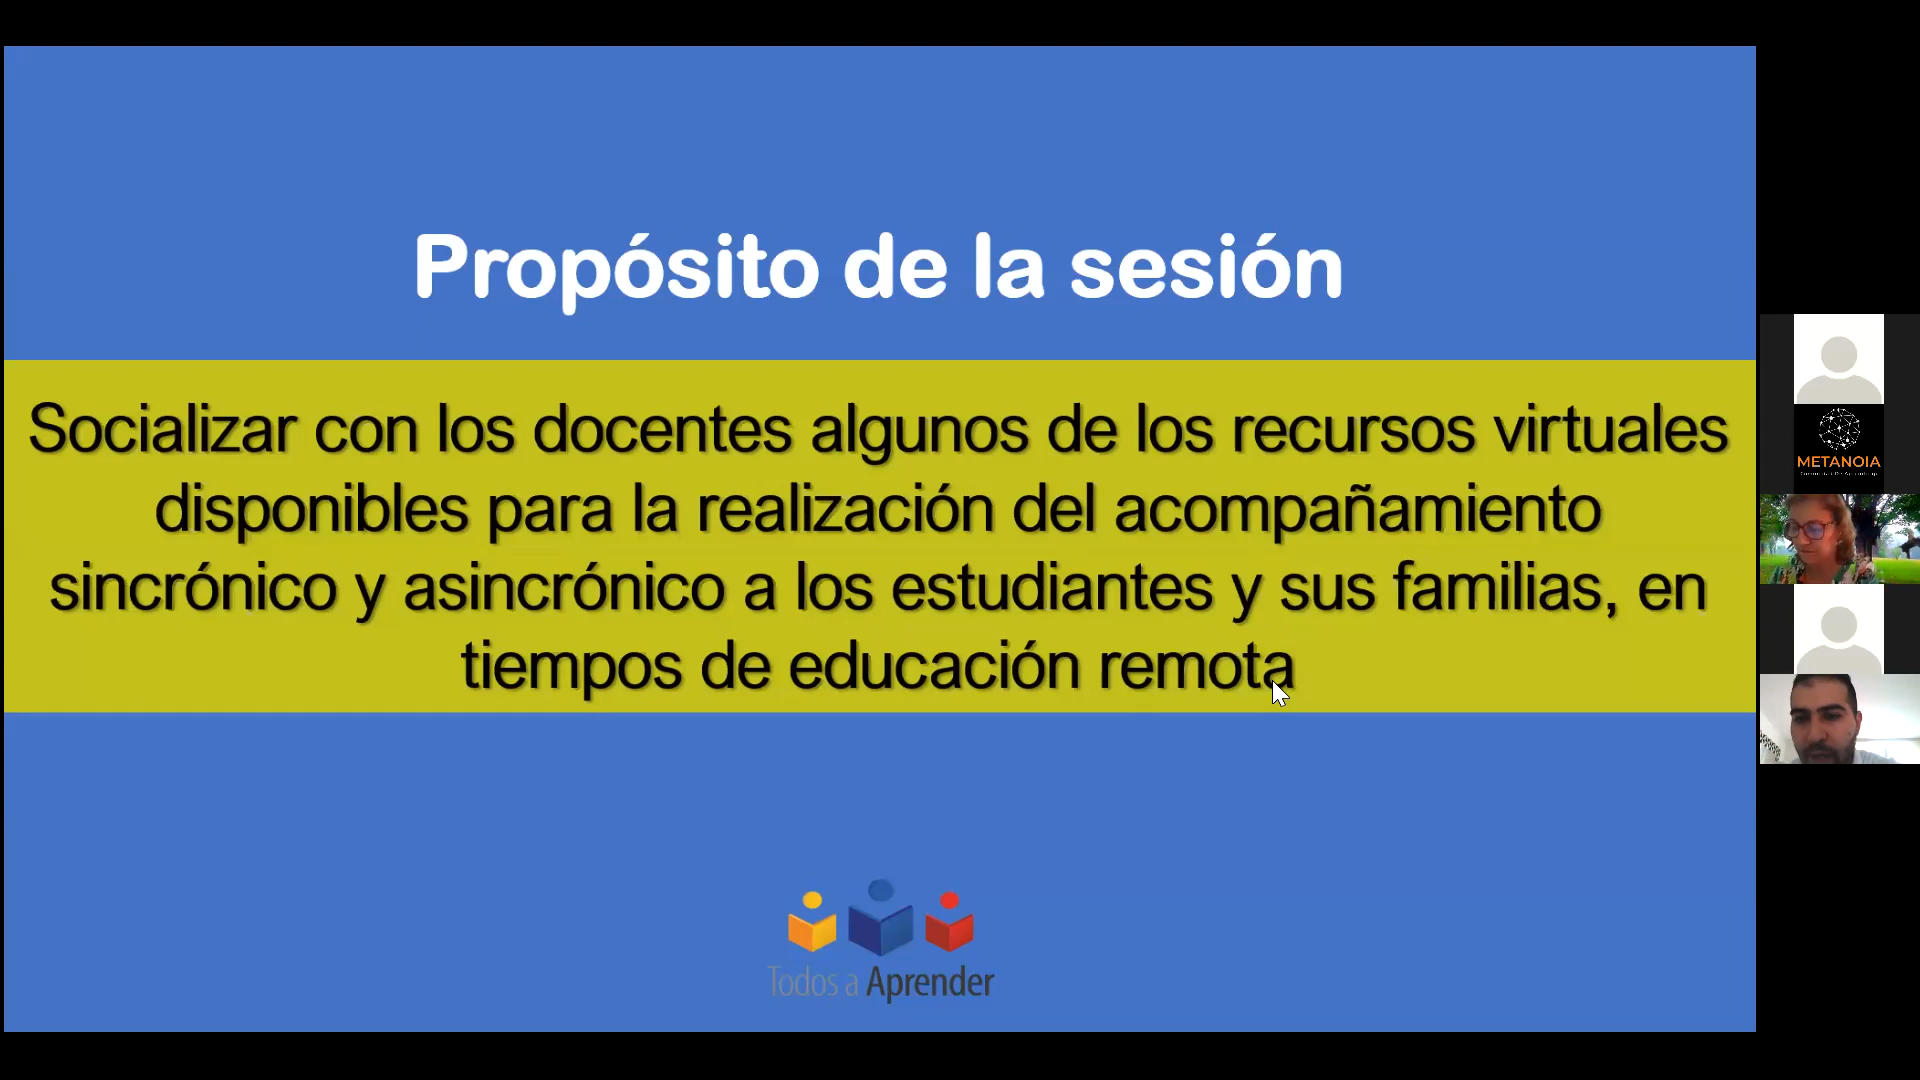 Propósito de la sesión
Socializar con los docentes algunos de los recursos virtuales
disponibles para la realización del acompañamiento
sincrónico y asincrónico a los estudiantes y sus familias, en
tiempos de educación remota
Todos a Aprender
METANOIA